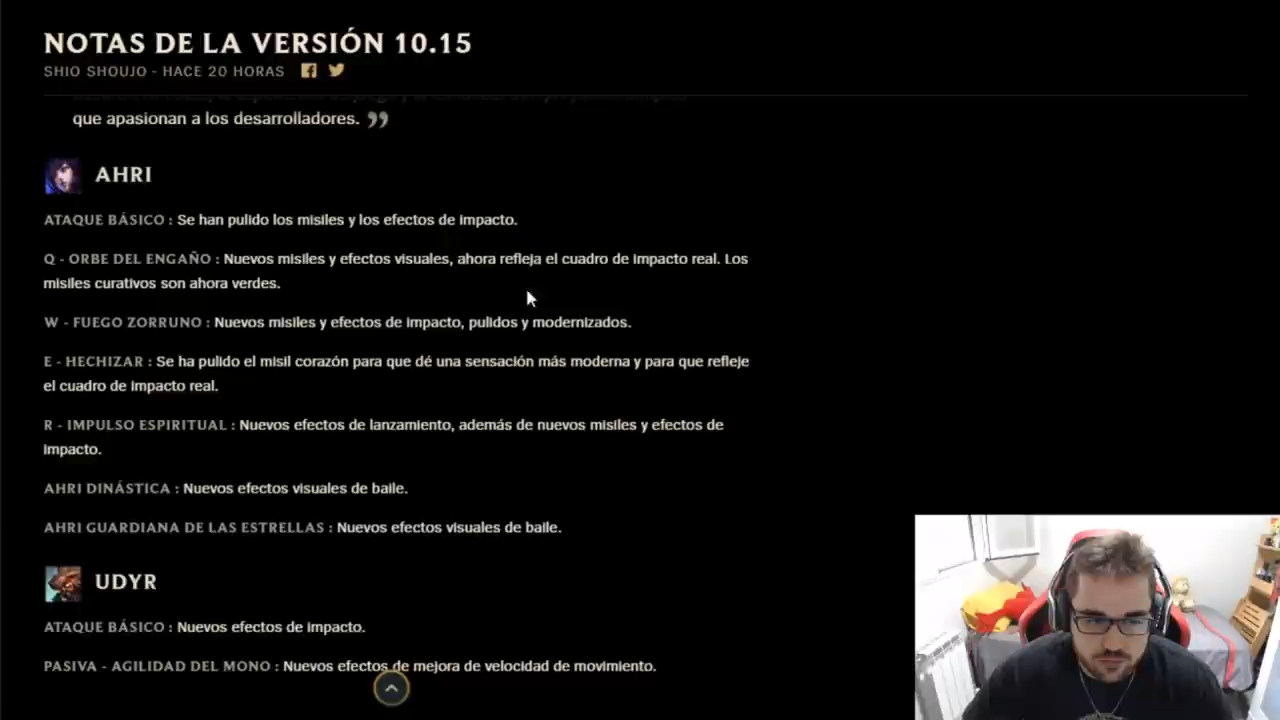 NOTAS DE LA VERSIÓN 10.15
SHIO SHOUJO - HACE 20 HORAS
que apasionan a los desarrolladores. ”
AHRI
ATAQUE BÁSICO : Se han pulido los misiles y los efectos de impacto.
Q - ORBE DEL ENGAÑO : Nuevos misiles y efectos visuales, ahora refleja el cuadro de impacto real. Los
misiles curativos son ahora verdes.
W - FUEGO ZORRUNO : Nuevos misiles y efectos de impacto, pulidos y modernizados.
E - HECHIZAR : Se ha pulido el misil corazón para que dé una sensación más moderna y para que refleje
el cuadro de impacto real.
R - IMPULSO ESPIRITUAL : Nuevos efectos de lanzamiento, además de nuevos misiles y efectos de
impacto.
AHRI DINÁSTICA : Nuevos efectos visuales de baile.
AHRI GUARDIANA DE LAS ESTRELLAS : Nuevos efectos visuales de baile.
UDYR
ATAQUE BÁSICO : Nuevos efectos de impacto.
PASIVA - AGILIDAD DEL MONO : Nuevos efectos de mejora de velocidad de movimiento.